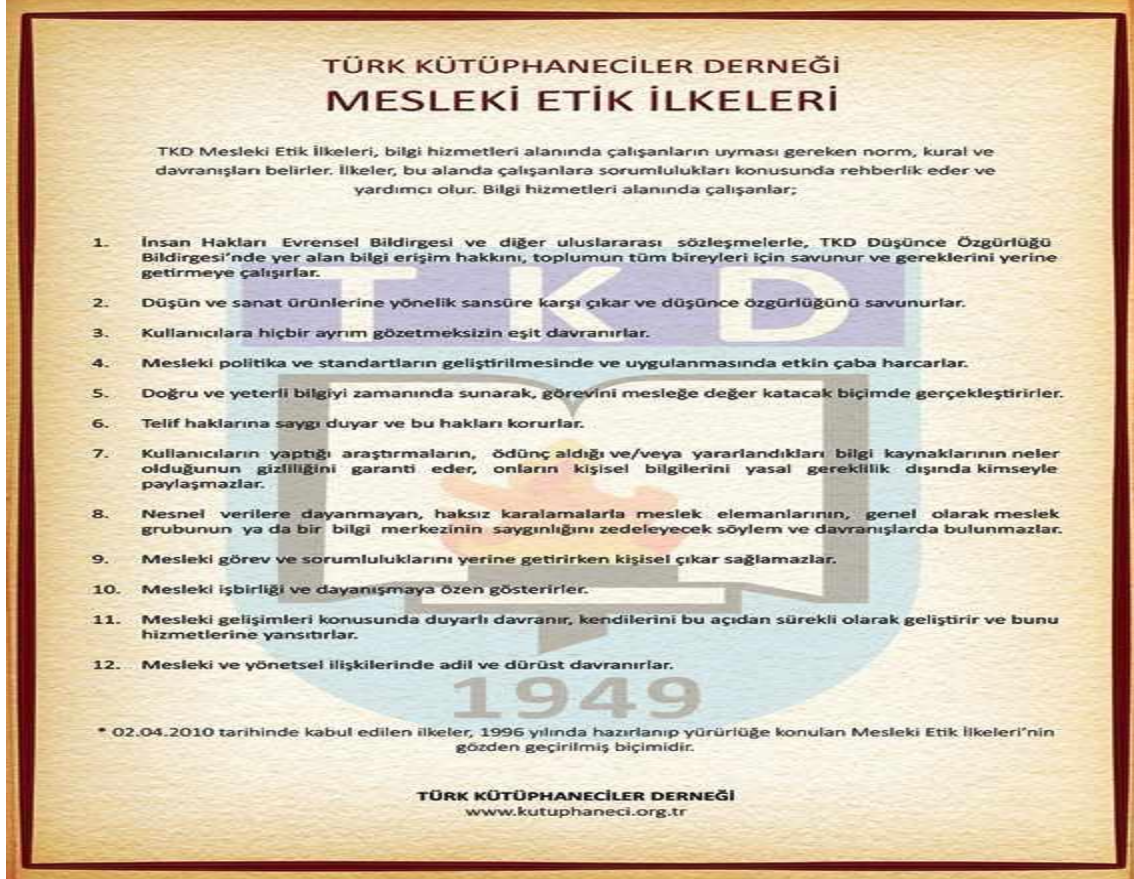 TÜRK KÜTÜPHANECİLER DERNEĞİ
MESLEKİ ETİK İLKELERİ
TKD Mesleki Etik İlkeleri, bilgi hizmetleri alanında çalışanların uyması gereken norm, kural ve
davranışları belirler. İlkeler, bu alanda çalışanlara sorumlulukları konusunda rehberlik eder ve
yardımcı olur. Bilgi hizmetleri alanında çalışanlar;
1. İnsan Hakları Evrensel Bildirgesi ve diğer uluslararası sözleşmelerle, TKD Düşünce Özgürlüğü
Bildirgesi'nde yer alan bilgi erişim hakkını, toplumun tüm bireyleri için savunur ve gereklerini yerine
getirmeye çalışırlar.
2. Düşün ve sanat ürünlerine yönelik sansüre karşı çıkar ve düşünce özgürlüğünü savunurlar.
3. Kullanıcılara hiçbir ayrım gözetmeksizin eşit davranırlar.
4. Mesleki politika ve standartların geliştirilmesinde ve uygulanmasında etkin çaba harcarlar.
5. Doğru ve yeterli bilgiyi zamanında sunarak, görevini mesleğe değer katacak biçimde gerçekleştirirler.
6. Telif haklarına saygı duyar ve bu hakları korurlar.
7. Kullanıcıların yaptığı araştırmaların, ödünç aldığı ve/veya yararlandıkları bilgi kaynaklarının neler
olduğunun gizliliğini garanti eder, onların kişisel bilgilerini yasal gereklilik dışında kimseyle
paylaşmazlar.
8. Nesnel verilere dayanmayan, haksız karalamalarla meslek elemanlarının, genel olarak meslek
grubunun ya da bir bilgi merkezinin saygınlığını zedeleyecek söylem ve davranışlarda bulunmazlar.
9. Mesleki görev ve sorumluluklarını yerine getirirken kişisel çıkar sağlamazlar.
10. Mesleki işbirliği ve dayanışmaya özen gösterirler.
11. Mesleki gelişimleri konusunda duyarlı davranır, kendilerini bu açıdan sürekli olarak geliştirir ve bunu
hizmetlerine yansıtırlar.
12. Mesleki ve yönetsel ilişkilerinde adil ve dürüst davranırlar.
TKD
1949
* 02.04.2010 tarihinde kabul edilen ilkeler, 1996 yılında hazırlanıp yürürlüğe konulan Mesleki Etik İlkeleri'nin
gözden geçirilmiş biçimidir.
TÜRK KÜTÜPHANECİLER DERNEĞİ
www.kutuphaneci.org.tr